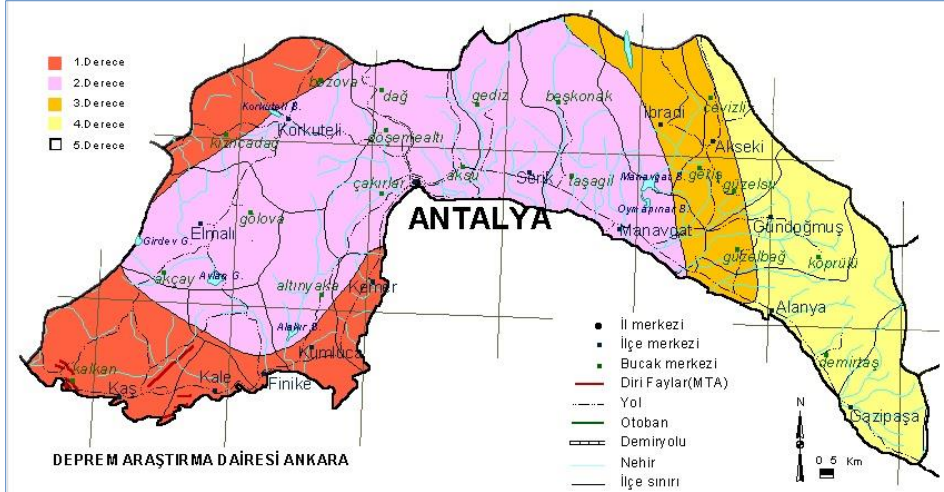 1.Derece
2.Derece
3.Derece
4.Derece
5.Derece
bozova
dağ
gediz
beşkonak
İbradı
cevizli
Korkuteli B.
Korkuteli
kızılcadağ
döşemealtı
Akseki
çakırlar
aksu
Serik
taşağıl
Manavgat B.
geriş
güzelsu
ANTALYA
Oymapınar B.
gölova
Elmalı
Manavgat
Gündoğmuş
Girdev G.
güzelbağ
köprülü
akçay
Avlan G.
altınyaka
Kemer
Alakır B.
Alanya
Kumluca
kalkan
Kaş
Kale
Finike
demirtaş
Gazipaşa
İl merkezi
İlçe merkezi
Bucak merkezi
Diri Faylar(MTA)
Yol
Otoban
Demiryolu
Nehir
İlçe sınırı
N
0 5 Km
DEPREM ARAŞTIRMA DAİRESİ ANKARA